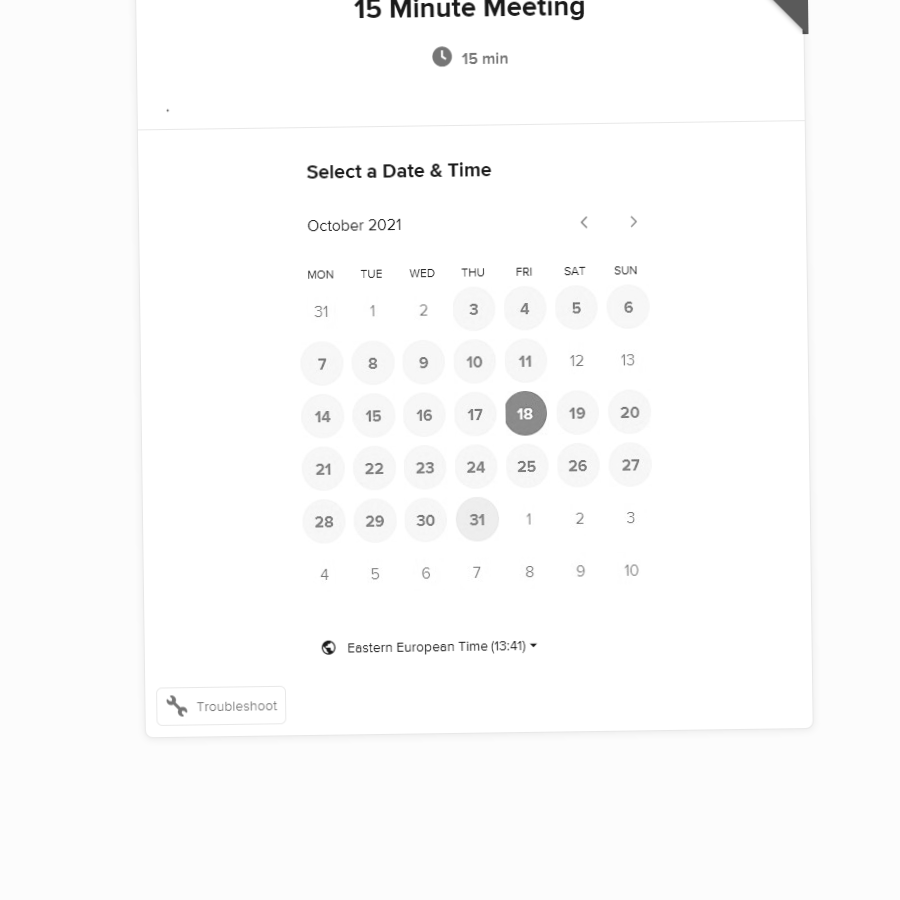 15 Minute Meeting
15 min
.
Select a Date & Time
October 2021
MON TUE WED THU FRI SAT SUN
31 1 2 3 4 5 6
7 8 9 10 11 12 13
14 15 16 17 18 19 20
21 22 23 24 25 26 27
28 29 30 31 1 2 3
4 5 6 7 8 9 10
Eastern European Time (13:41)
Troubleshoot